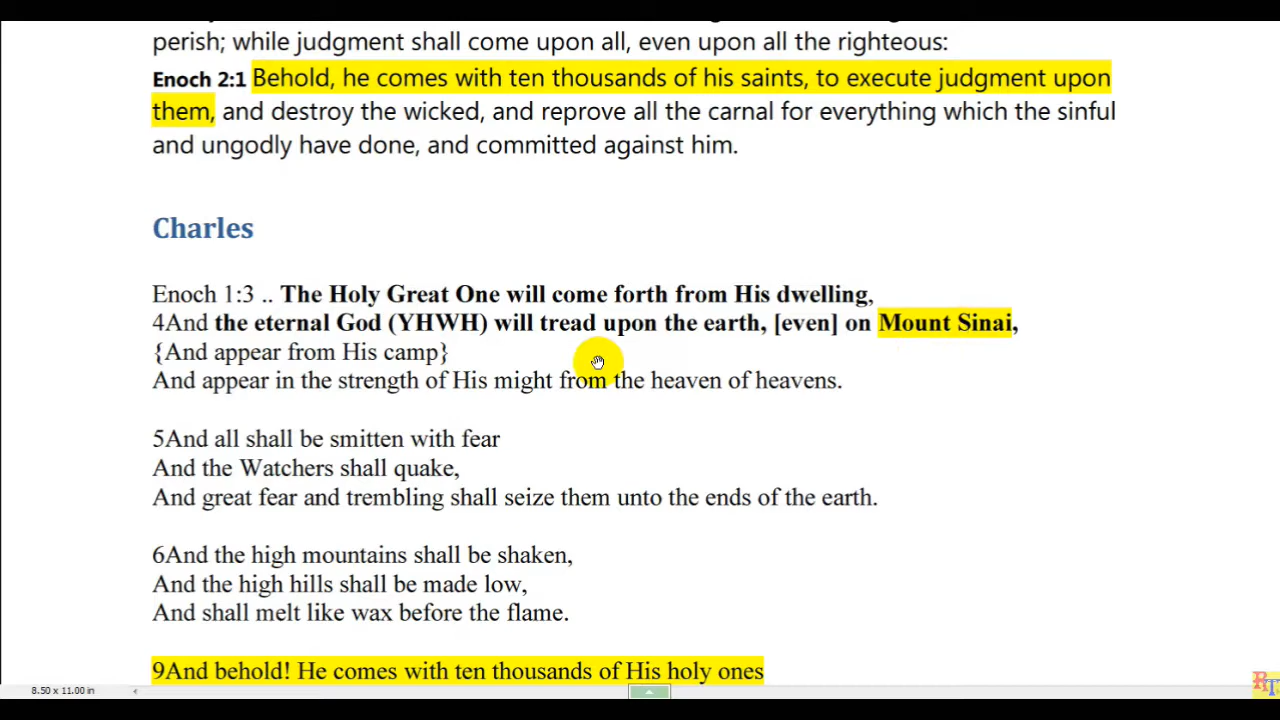 perish; while judgment shall come upon all, even upon all the righteous:
Enoch 2:1 Behold, he comes with ten thousands of his saints, to execute judgment upon
them, and destroy the wicked, and reprove all the carnal for everything which the sinful
and ungodly have done, and committed against him.
Charles
Enoch 1:3 .. The Holy Great One will come forth from His dwelling,
4And the eternal God (YHWH) will tread upon the earth, [even] on Mount Sinai,
{And appear from His camp}
And appear in the strength of His might from the heaven of heavens.
5And all shall be smitten with fear
And the Watchers shall quake,
And great fear and trembling shall seize them unto the ends of the earth.
6And the high mountains shall be shaken,
And the high hills shall be made low,
And shall melt like wax before the flame.
9And behold! He comes with ten thousands of His holy ones
8.50 x 11.00 in